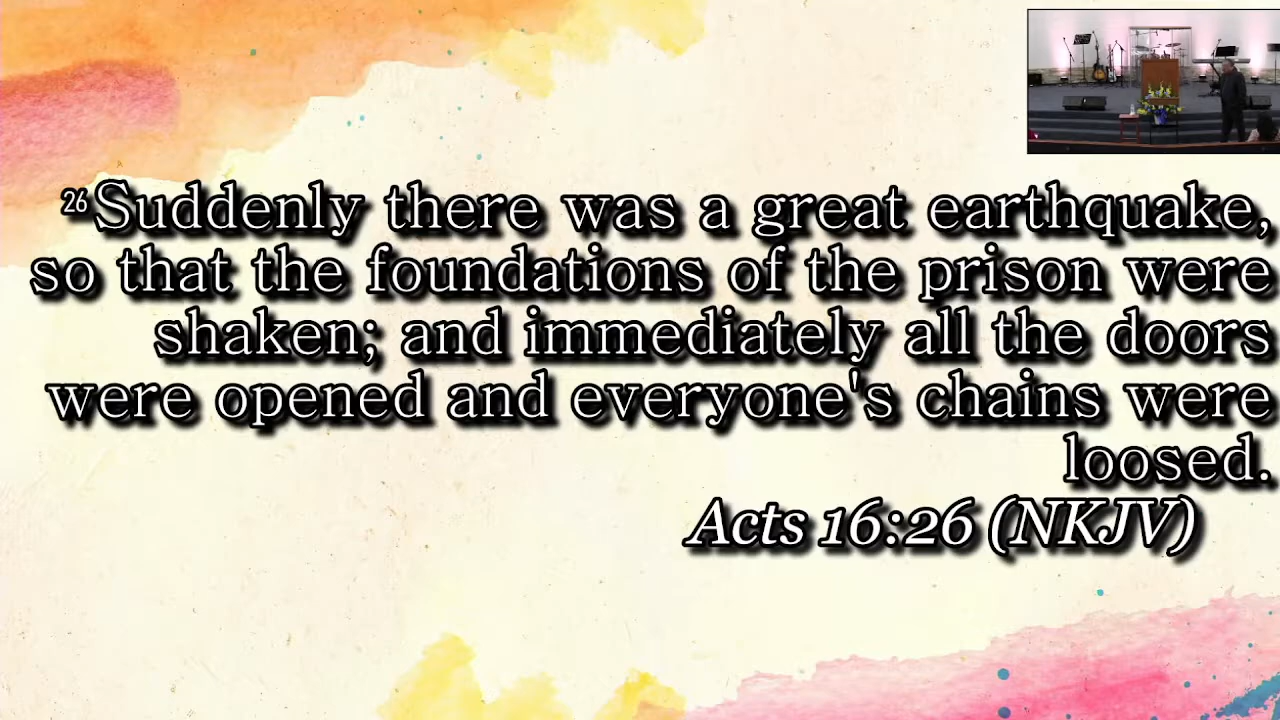 26Suddenly there was a great earthquake,
so that the foundations of the prison were
shaken; and immediately all the doors
were opened and everyone's chains were
loosed.
Acts 16:26 (NKJV)